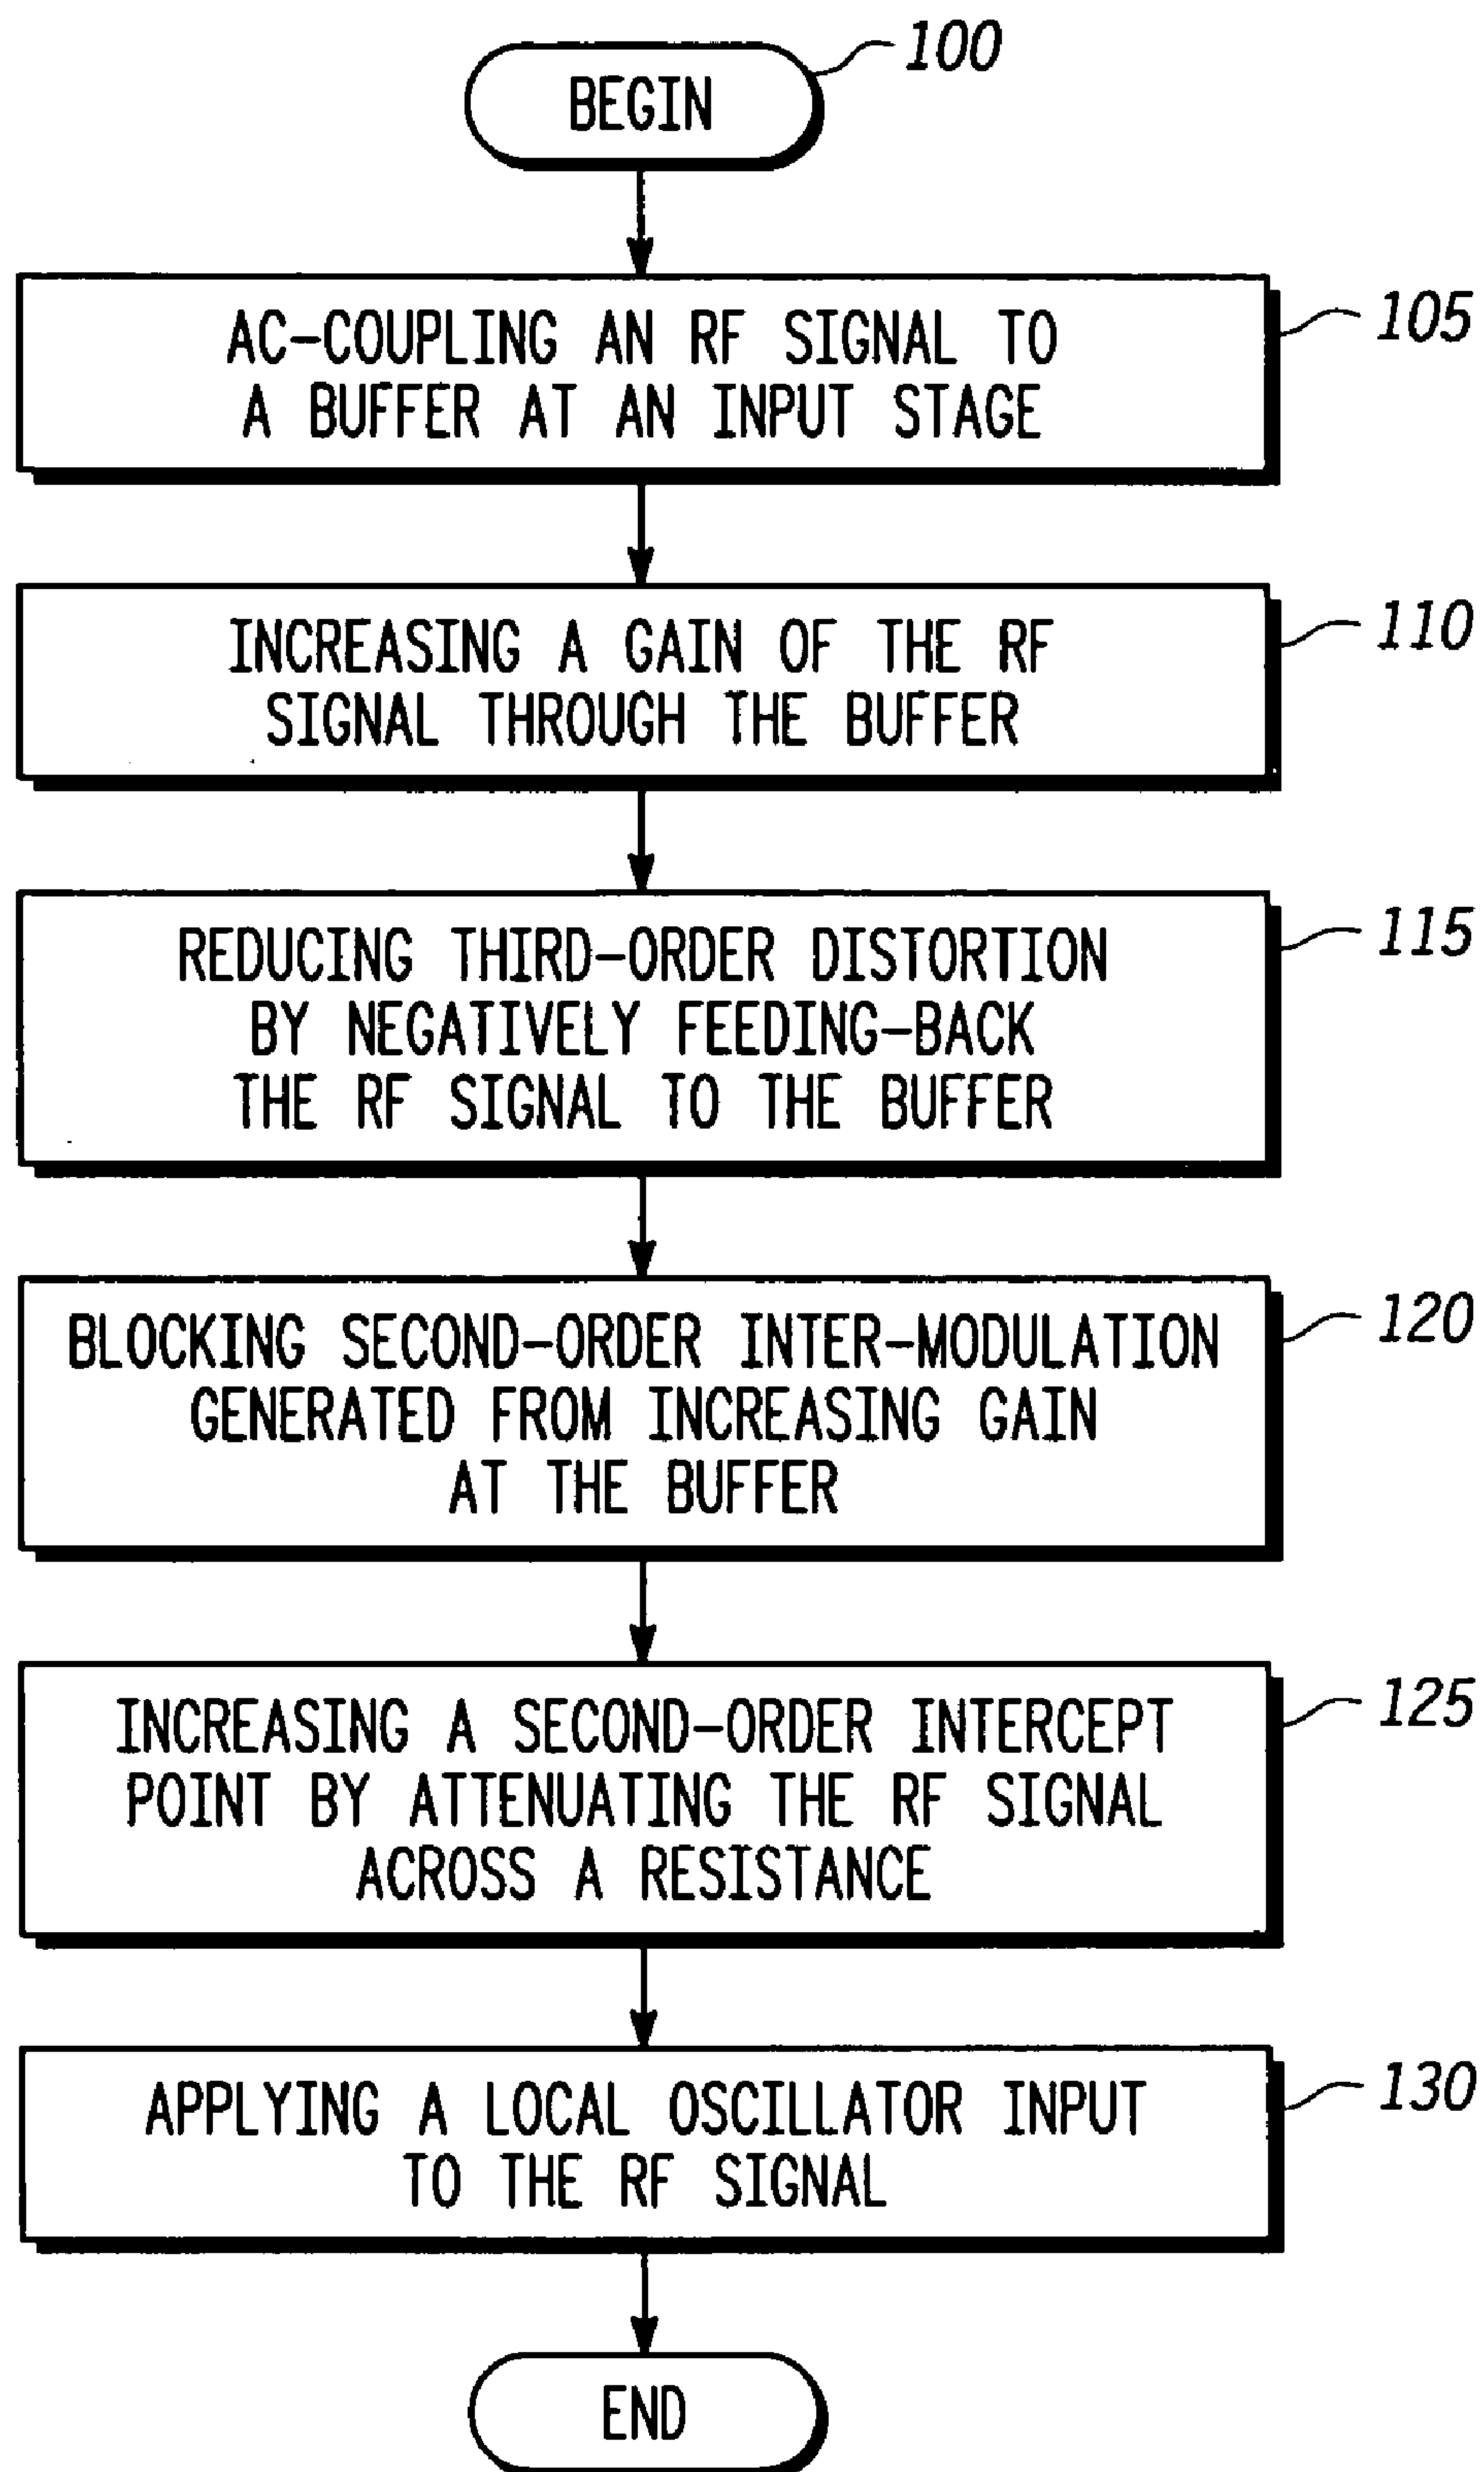 BEGIN
100
AC-COUPLING AN RF SIGNAL TO
A BUFFER AT AN INPUT STAGE
105
INCREASING A GAIN OF THE RF
SIGNAL THROUGH THE BUFFER
110
REDUCING THIRD-ORDER DISTORTION
BY NEGATIVELY FEEDING-BACK
THE RF SIGNAL TO THE BUFFER
115
BLOCKING SECOND-ORDER INTER-MODULATION
GENERATED FROM INCREASING GAIN
AT THE BUFFER
120
INCREASING A SECOND-ORDER INTERCEPT
POINT BY ATTENUATING THE RF SIGNAL
ACROSS A RESISTANCE
125
APPLYING A LOCAL OSCILLATOR INPUT
TO THE RF SIGNAL
130
END